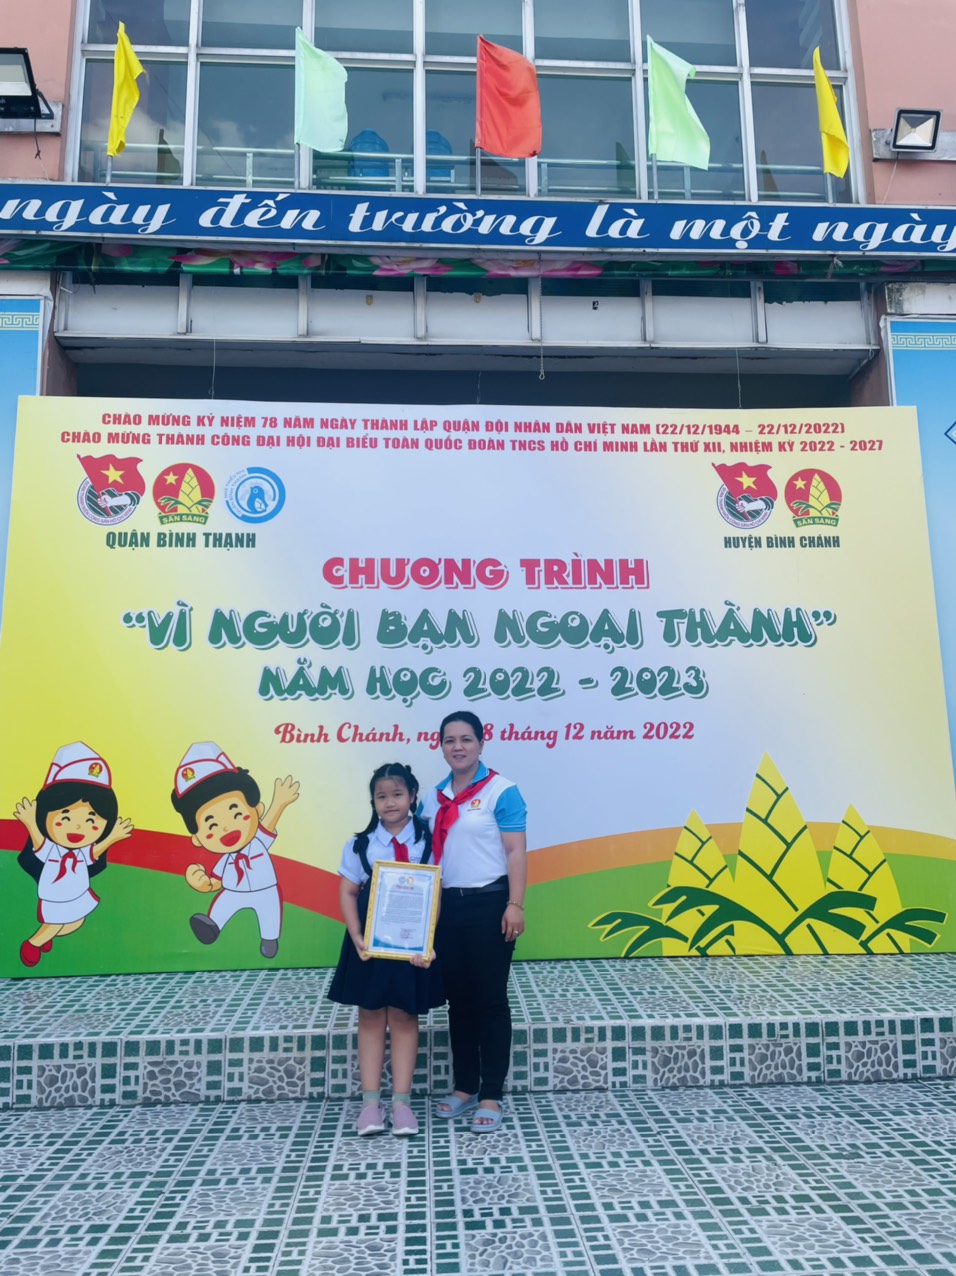 ngày đến trường là một ngày
CHÀO MỪNG KỶ NIỆM 78 NĂM NGÀY THÀNH LẬP QUÂN ĐỘI NHÂN DÂN VIỆT NAM (22/12/1944 – 22/12/2022)
CHÀO MỪNG THÀNH CÔNG ĐẠI HỘI ĐẠI BIỂU TOÀN QUỐC ĐOÀN TNCS HỒ CHÍ MINH LẦN THỨ XII, NHIỆM KỲ 2022 - 2027
SẴN SÀNG
SẴN SÀNG
QUẬN BÌNH THẠNH
HUYỆN BÌNH CHÁNH
CHƯƠNG TRÌNH
“VÌ NGƯỜI BẠN NGOẠI THÀNH”
NĂM HỌC 2022 - 2023
Bình Chánh, 8 tháng 12 năm 2022